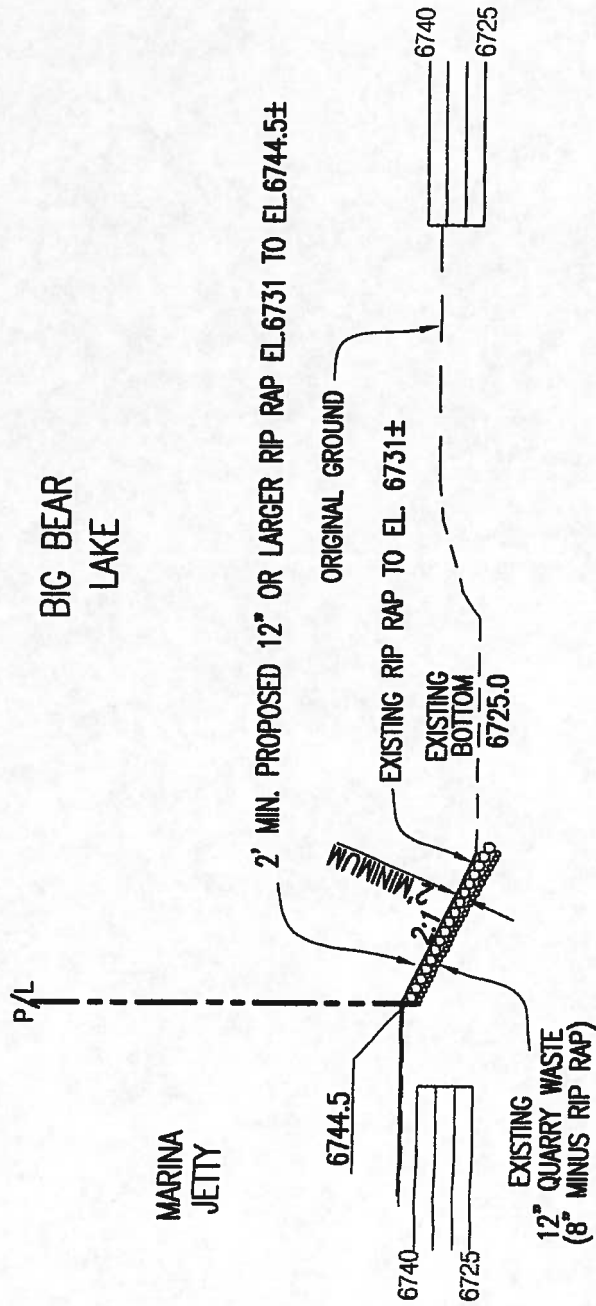 P/L
BIG BEAR
LAKE
MARINA
JETTY
2' MIN. PROPOSED 12" OR LARGER RIP RAP EL.6731 TO EL.6744.5±
ORIGINAL GROUND
EXISTING RIP RAP TO EL. 6731±
6744.5
2:1
2' MINIMUM
EXISTING
BOTTOM
6725.0
6740
6725
6740
6725
EXISTING
12" QUARRY WASTE
(8" MINUS RIP RAP)